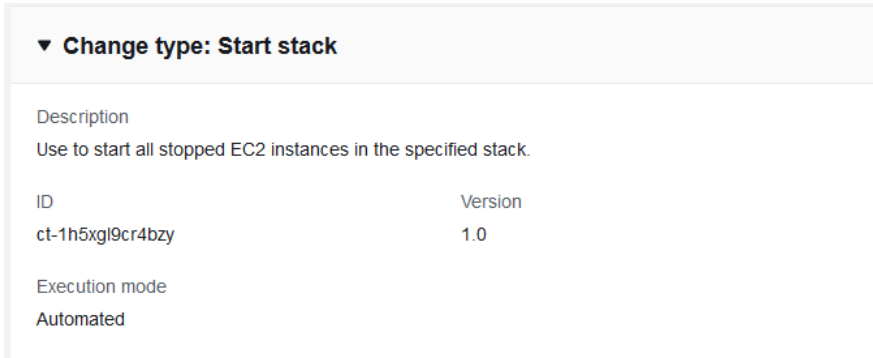 Change type: Start stack
Description
Use to start all stopped EC2 instances in the specified stack.
ID
Version
ct-1h5xgl9cr4bzy
1.0
Execution mode
Automated